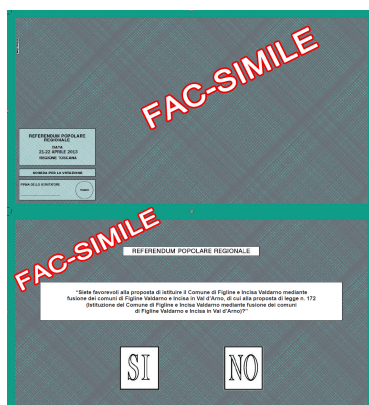 FAC-SIMILE
REFERENDUM POPOLARE
REGIONALE
DATA
21-22 APRILE 2013
REGIONE TOSCANA
SCHEDA PER LA VOTAZIONE
FIRMA DELLO SCRUTATORE
FAC-SIMILE
REFERENDUM POPOLARE REGIONALE
"Siete favorevoli alla proposta di istituire il Comune di Figline e Incisa Valdarno mediante
fusione dei comuni di Figline Valdarno e Incisa in Val d'Arno, di cui alla proposta di legge n. 172
(Istituzione del Comune di Figline e Incisa Valdarno mediante fusione dei comuni
di Figline Valdarno e Incisa in Val d'Arno)?"
SI NO